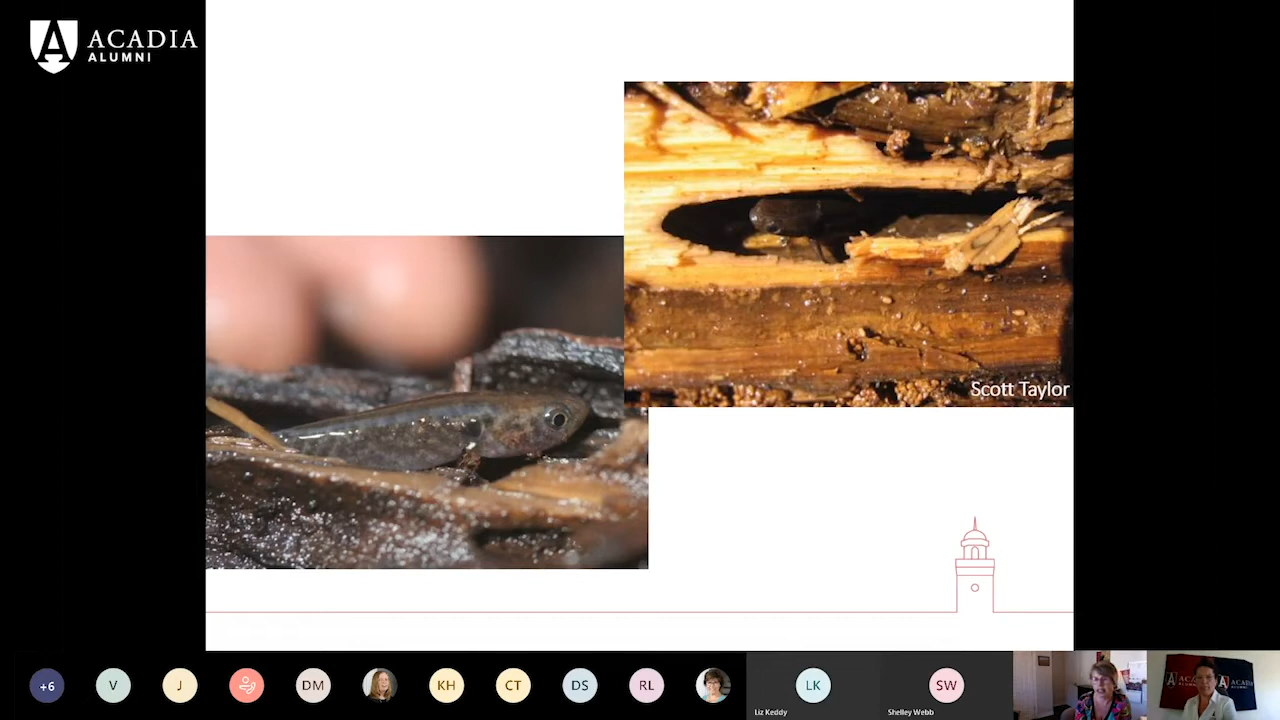 ACADIA
ALUMNI
Scott Taylor
+6
V
J
DM
KH
CT
DS
RL
LK
Liz Keddy
SW
Shelley Webb